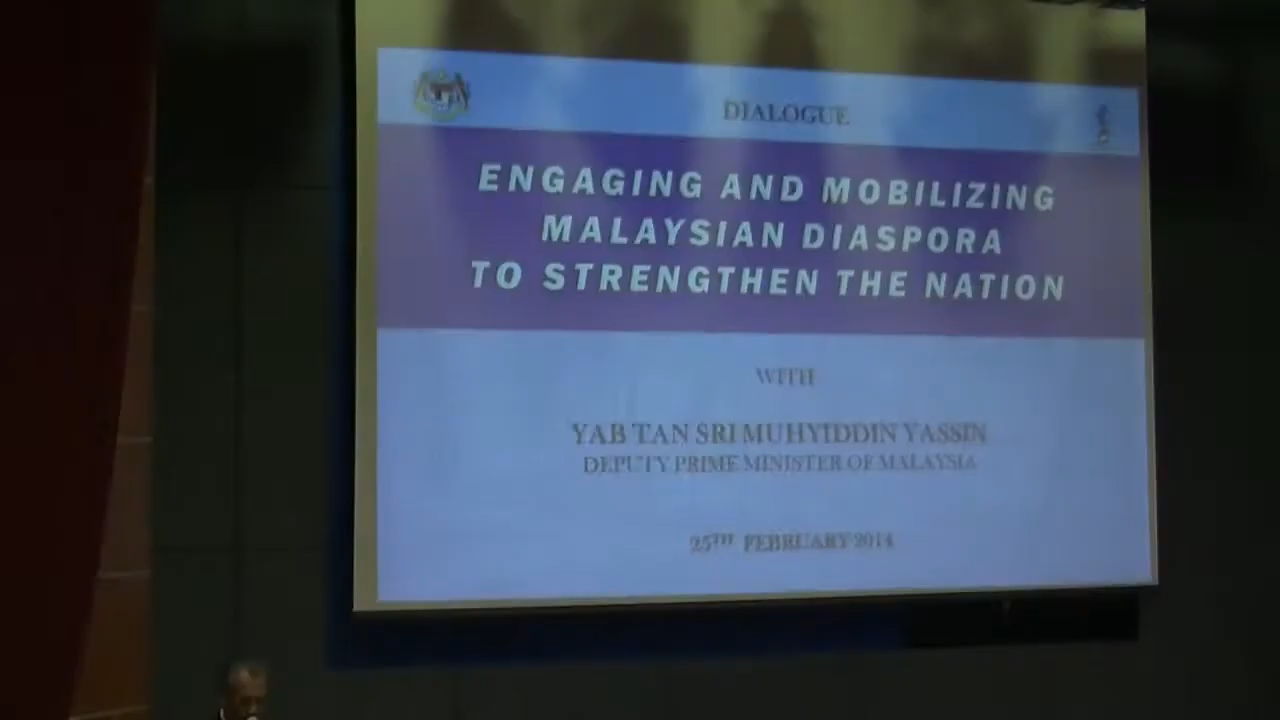 DIALOGUE
ENGAGING AND MOBILIZING
MALAYSIAN DIASPORA
TO STRENGTHEN THE NATION
WITH
YAB TAN SRI MUHYIDDIN YASSIN
DEPUTY PRIME MINISTER OF MALAYSIA
25TH FEBRUARY 2014